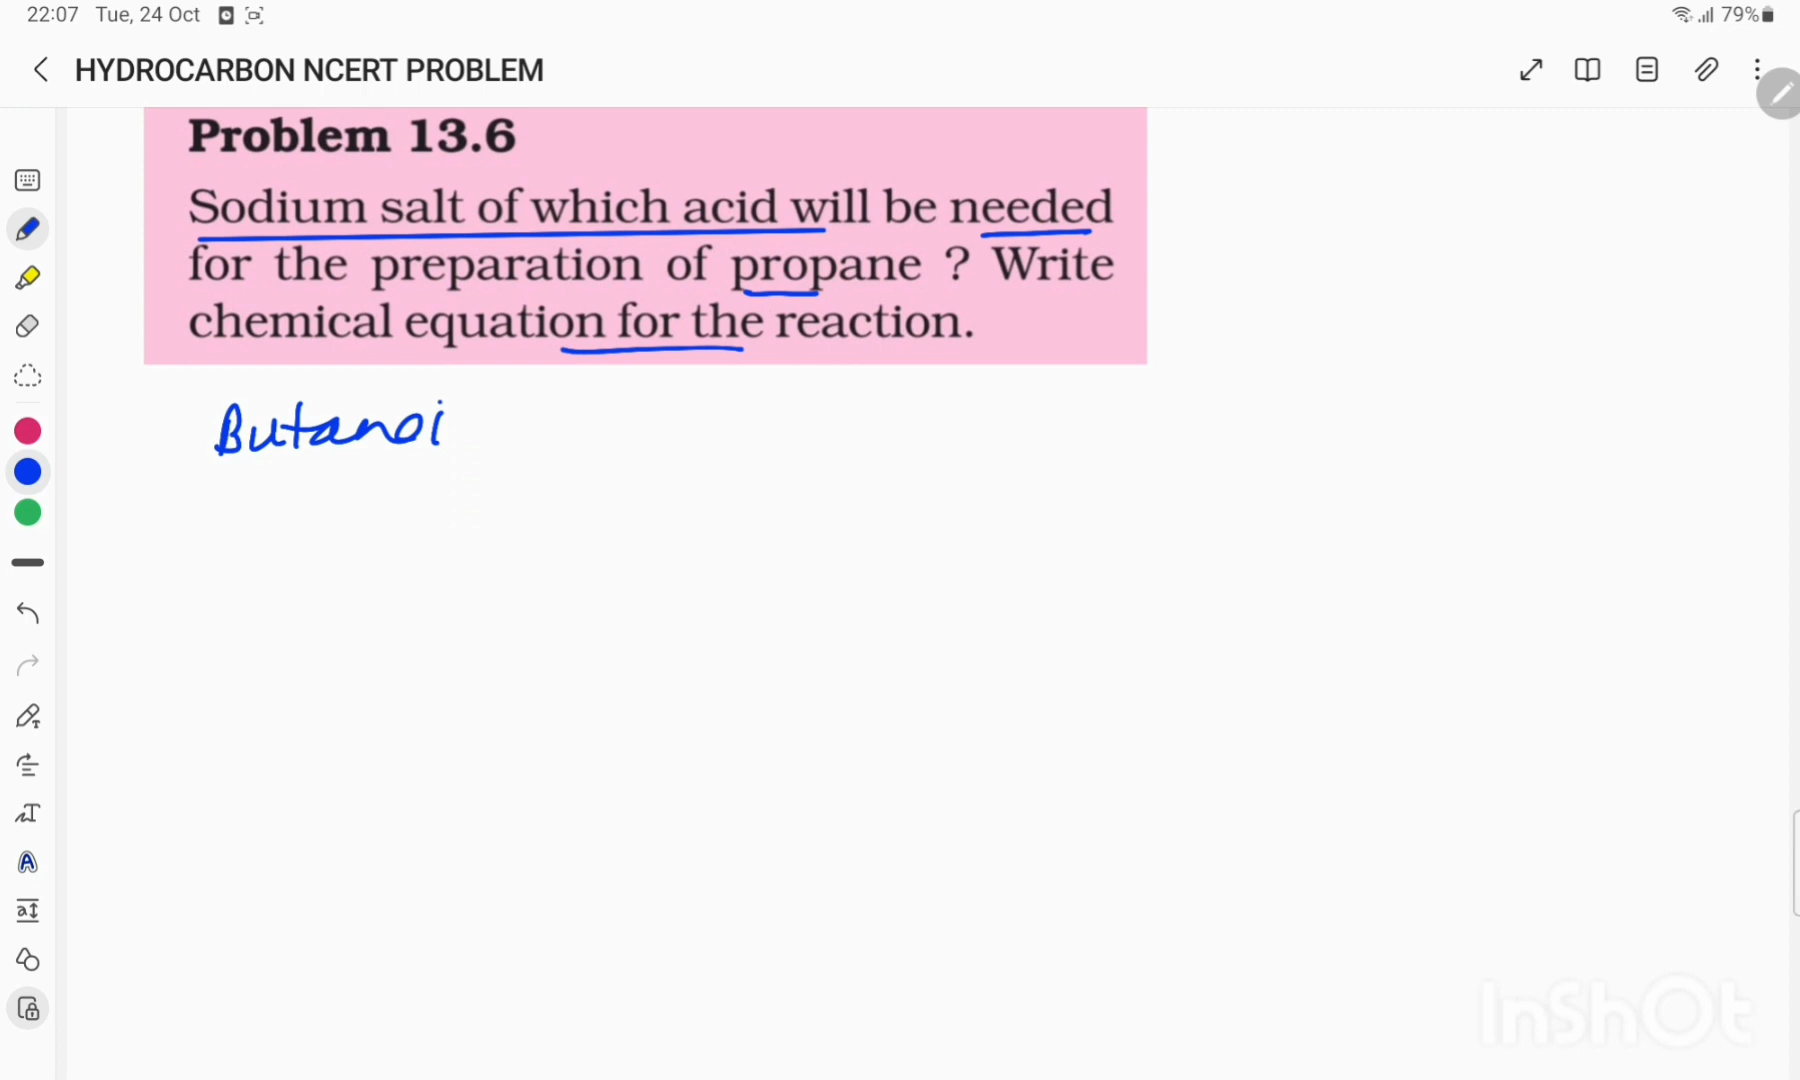 22:07 Tue, 24 Oct 79%
HYDROCARBON NCERT PROBLEM
Problem 13.6
Sodium salt of which acid will be needed
for the preparation of propane ? Write
chemical equation for the reaction.
Butanoi
InShOt